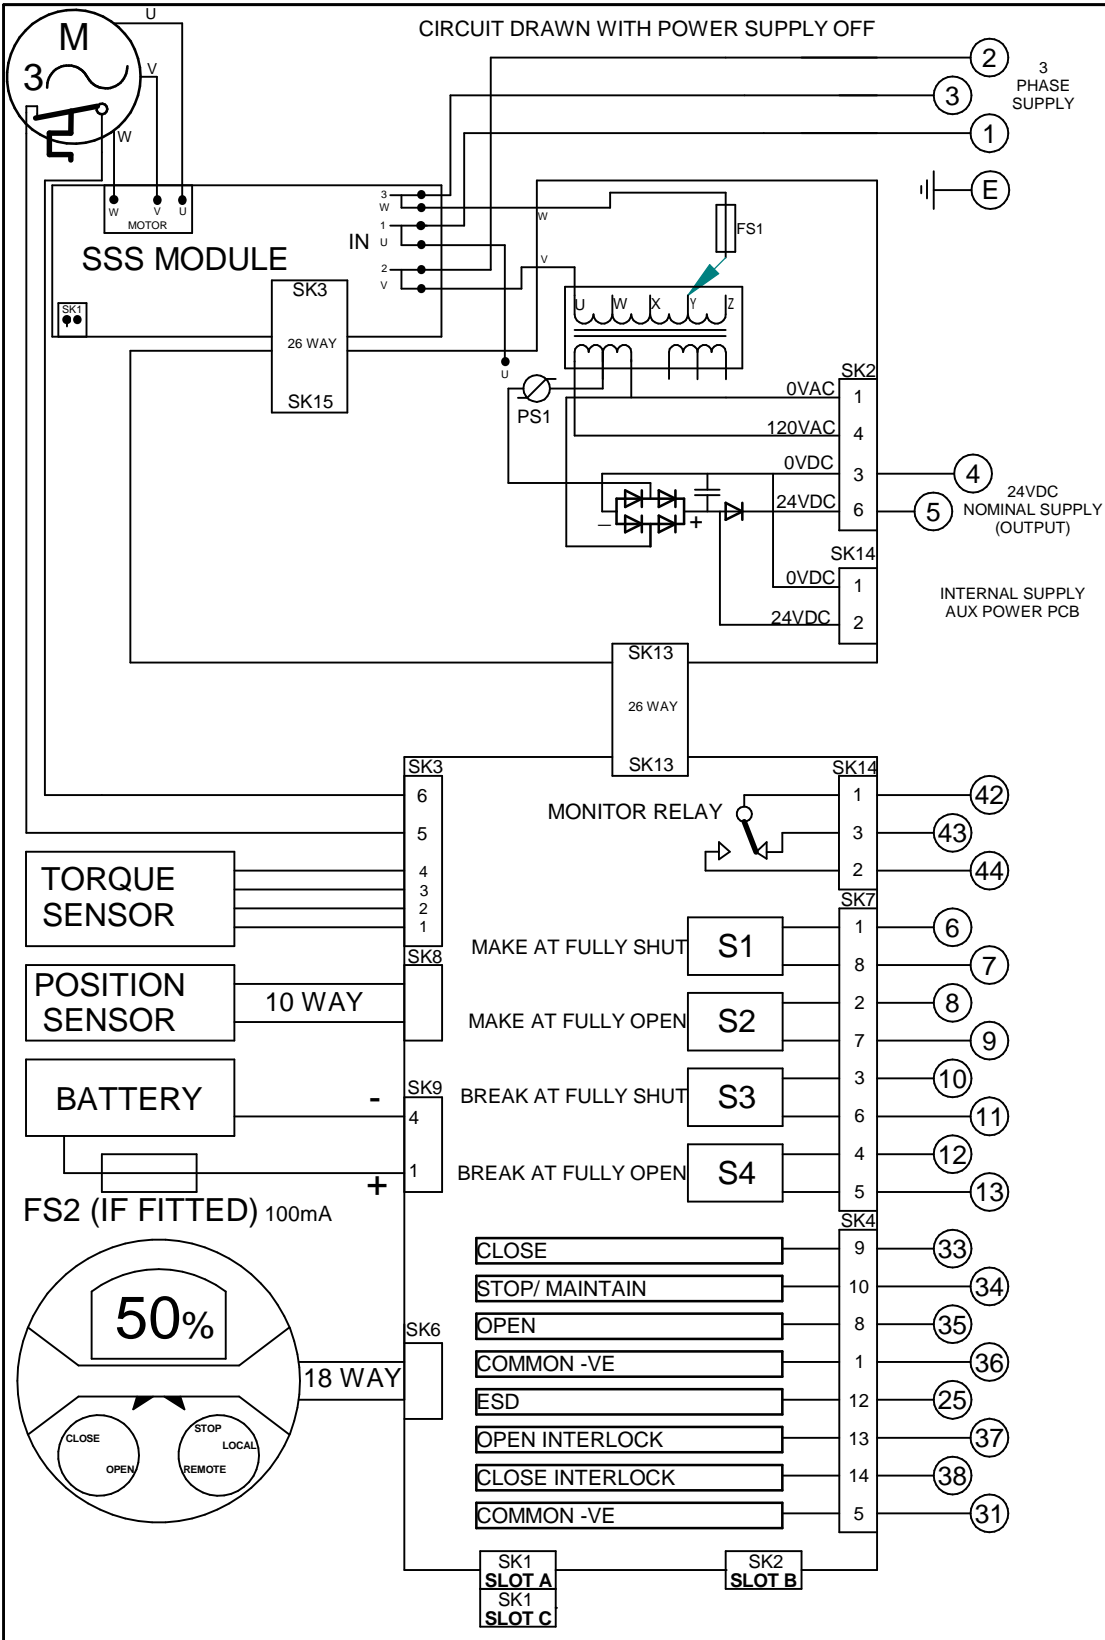 CIRCUIT DRAWN WITH POWER SUPPLY OFF
U
M
3
V
W
2
3
1
E
3
PHASE
SUPPLY
W V U
MOTOR
SSS MODULE
SK1
IN
3
W
1
U
2
V
W
V
U
FS1
U W X Y Z
SK3
26 WAY
SK15
PS1
SK2
0VAC 1
120VAC 4
0VDC 3 4
24VDC 6 5
24VDC
NOMINAL SUPPLY
(OUTPUT)
– +
SK14
0VDC 1
24VDC 2
INTERNAL SUPPLY
AUX POWER PCB
SK13
26 WAY
SK13
SK3
6
5
4
3
2
1
TORQUE
SENSOR
SK8
POSITION
SENSOR
10 WAY
SK9
BATTERY
- 4
+ 1
FS2 (IF FITTED) 100mA
50%
CLOSE
OPEN
STOP
LOCAL
REMOTE
SK6
18 WAY
MONITOR RELAY
SK14
1 42
3 43
2 44
SK7
MAKE AT FULLY SHUT S1 1 6
8 7
MAKE AT FULLY OPEN S2 2 8
7 9
BREAK AT FULLY SHUT S3 3 10
6 11
BREAK AT FULLY OPEN S4 4 12
5 13
SK4
CLOSE 9 33
STOP/ MAINTAIN 10 34
OPEN 8 35
COMMON -VE 1 36
ESD 12 25
OPEN INTERLOCK 13 37
CLOSE INTERLOCK 14 38
COMMON -VE 5 31
SK1
SLOT A
SK1
SLOT C
SK2
SLOT B